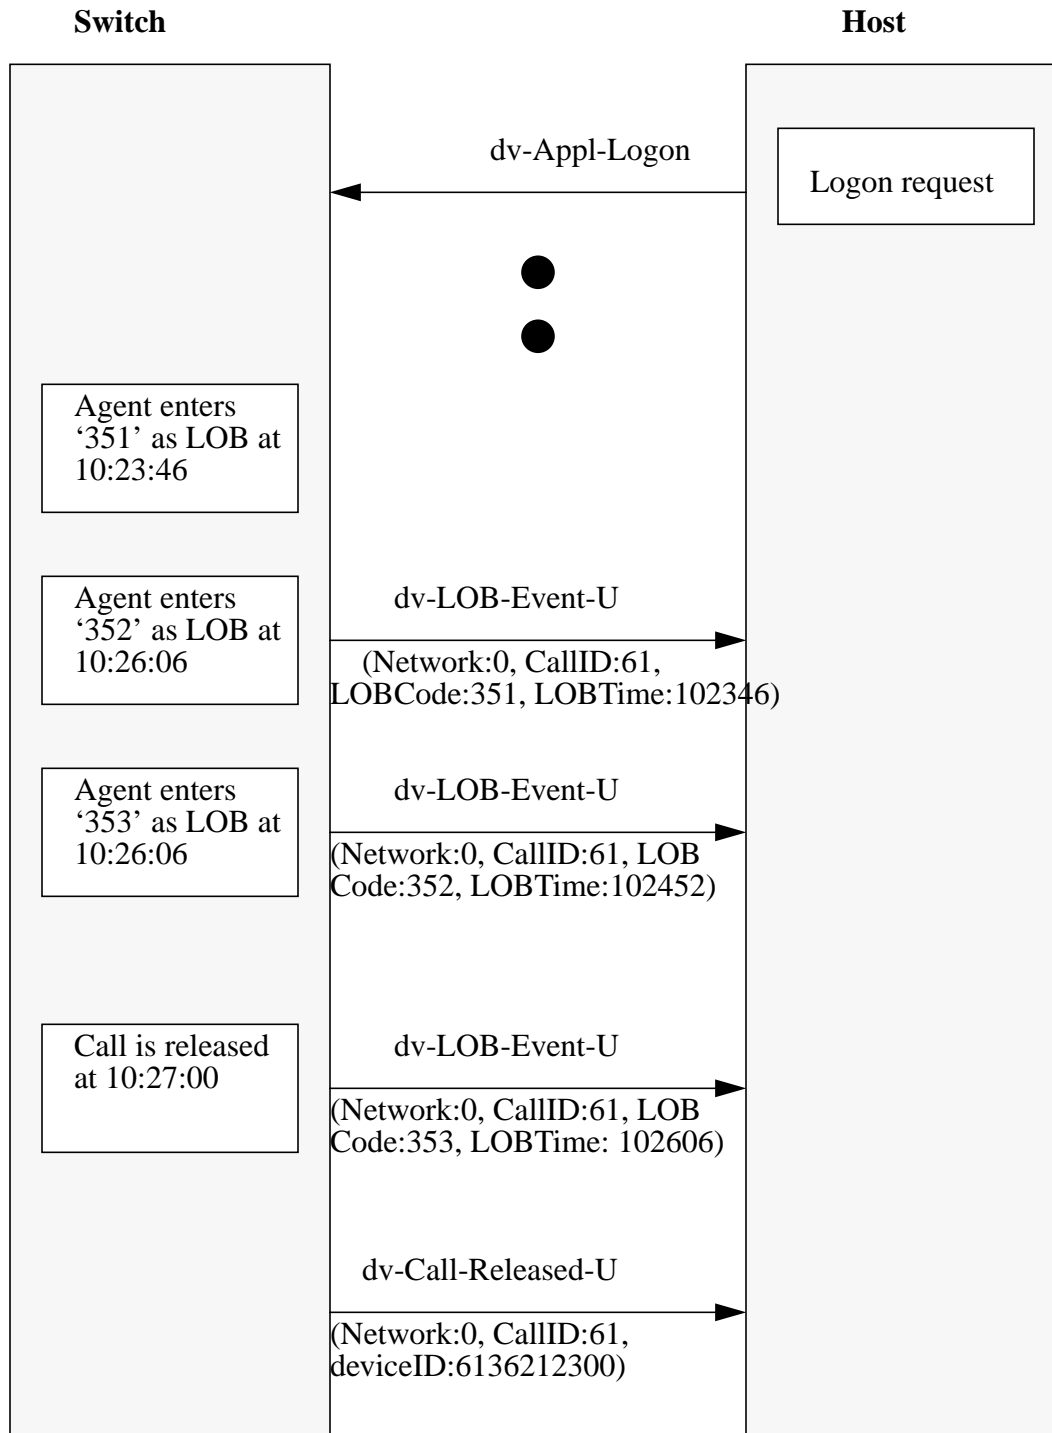 Switch
Host
dv-Appl-Logon
Logon request
Agent enters
‘351’ as LOB at
10:23:46
Agent enters
‘352’ as LOB at
10:26:06
dv-LOB-Event-U
(Network:0, CallID:61,
LOBCode:351, LOBTime:102346)
Agent enters
‘353’ as LOB at
10:26:06
dv-LOB-Event-U
(Network:0, CallID:61, LOB
Code:352, LOBTime:102452)
Call is released
at 10:27:00
dv-LOB-Event-U
(Network:0, CallID:61, LOB
Code:353, LOBTime: 102606)
dv-Call-Released-U
(Network:0, CallID:61,
deviceID:6136212300)